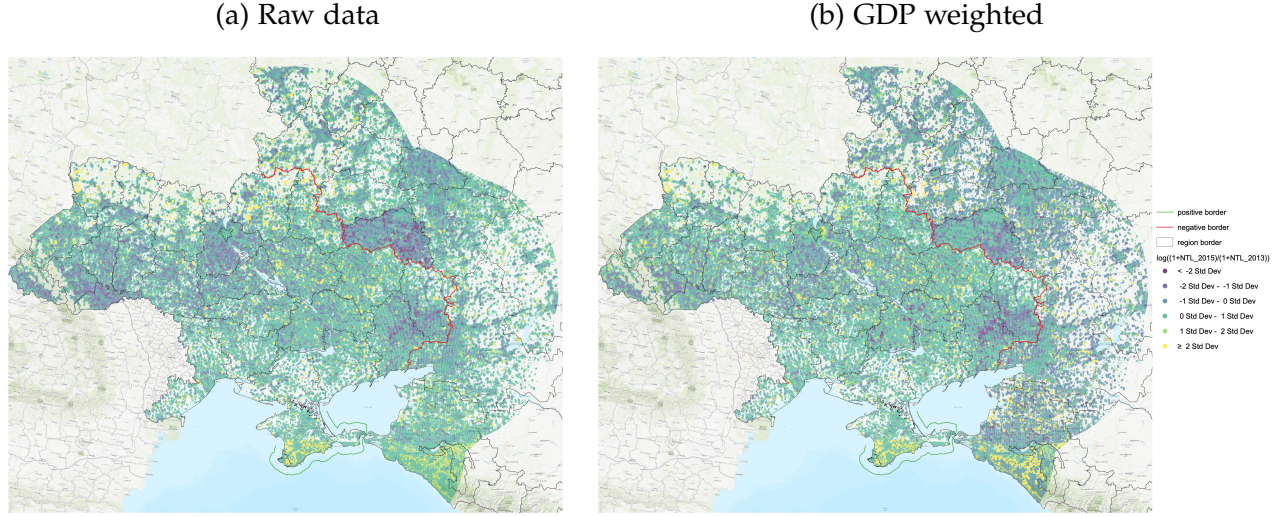 (a) Raw data
(b) GDP weighted
positive border
negative border
region border
log((1+NTL_2015)/(1+NTL_2013))
< -2 Std Dev
-2 Std Dev - -1 Std Dev
-1 Std Dev - 0 Std Dev
0 Std Dev - 1 Std Dev
1 Std Dev - 2 Std Dev
≥ 2 Std Dev